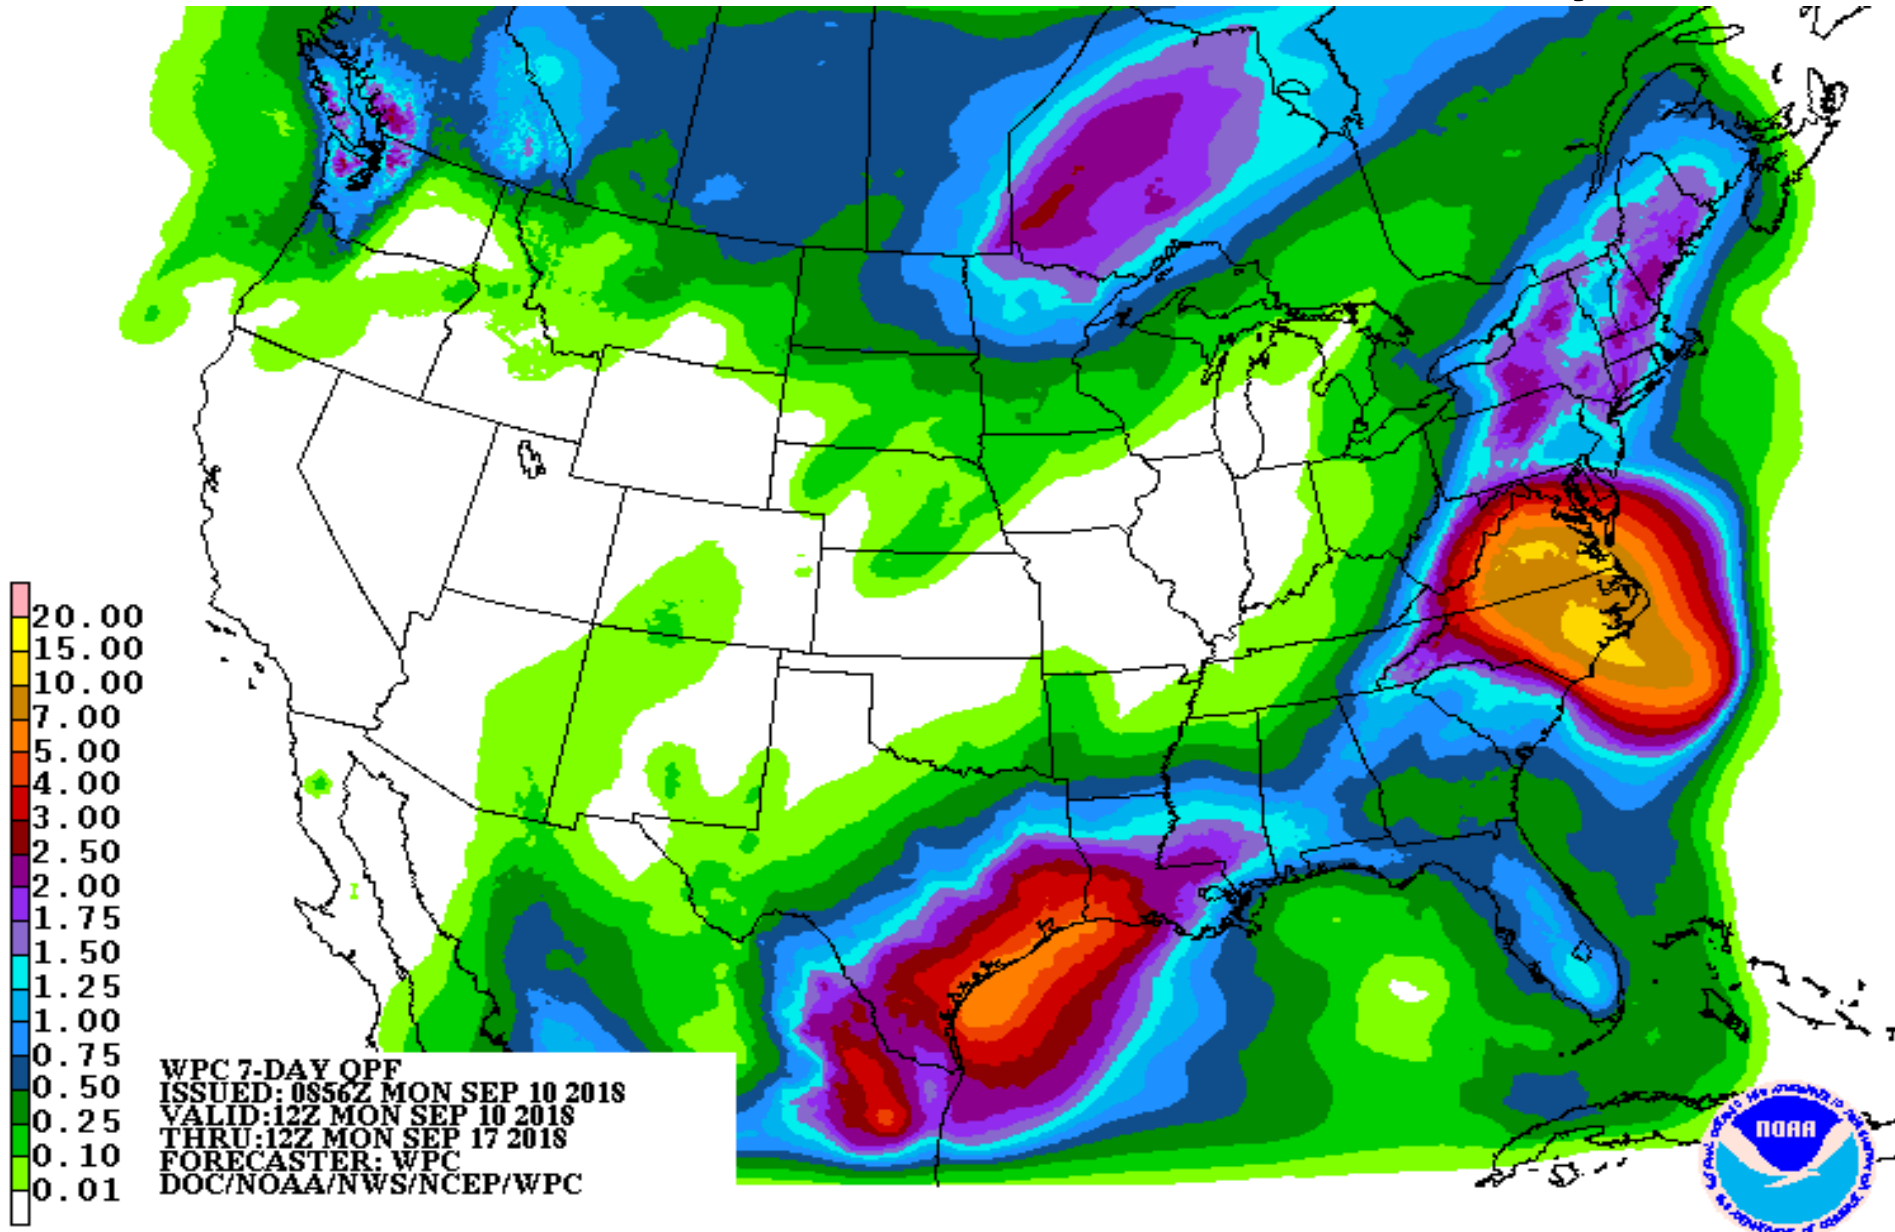 20.00
15.00
10.00
7.00
5.00
4.00
3.00
2.50
2.00
1.75
1.50
1.25
1.00
0.75
0.50
0.25
0.10
0.01
WPC 7-DAY QPF
ISSUED: 0856Z MON SEP 10 2018
VALID:12Z MON SEP 10 2018
THRU:12Z MON SEP 17 2018
FORECASTER: WPC
DOC/NOAA/NWS/NCEP/WPC
NOAA